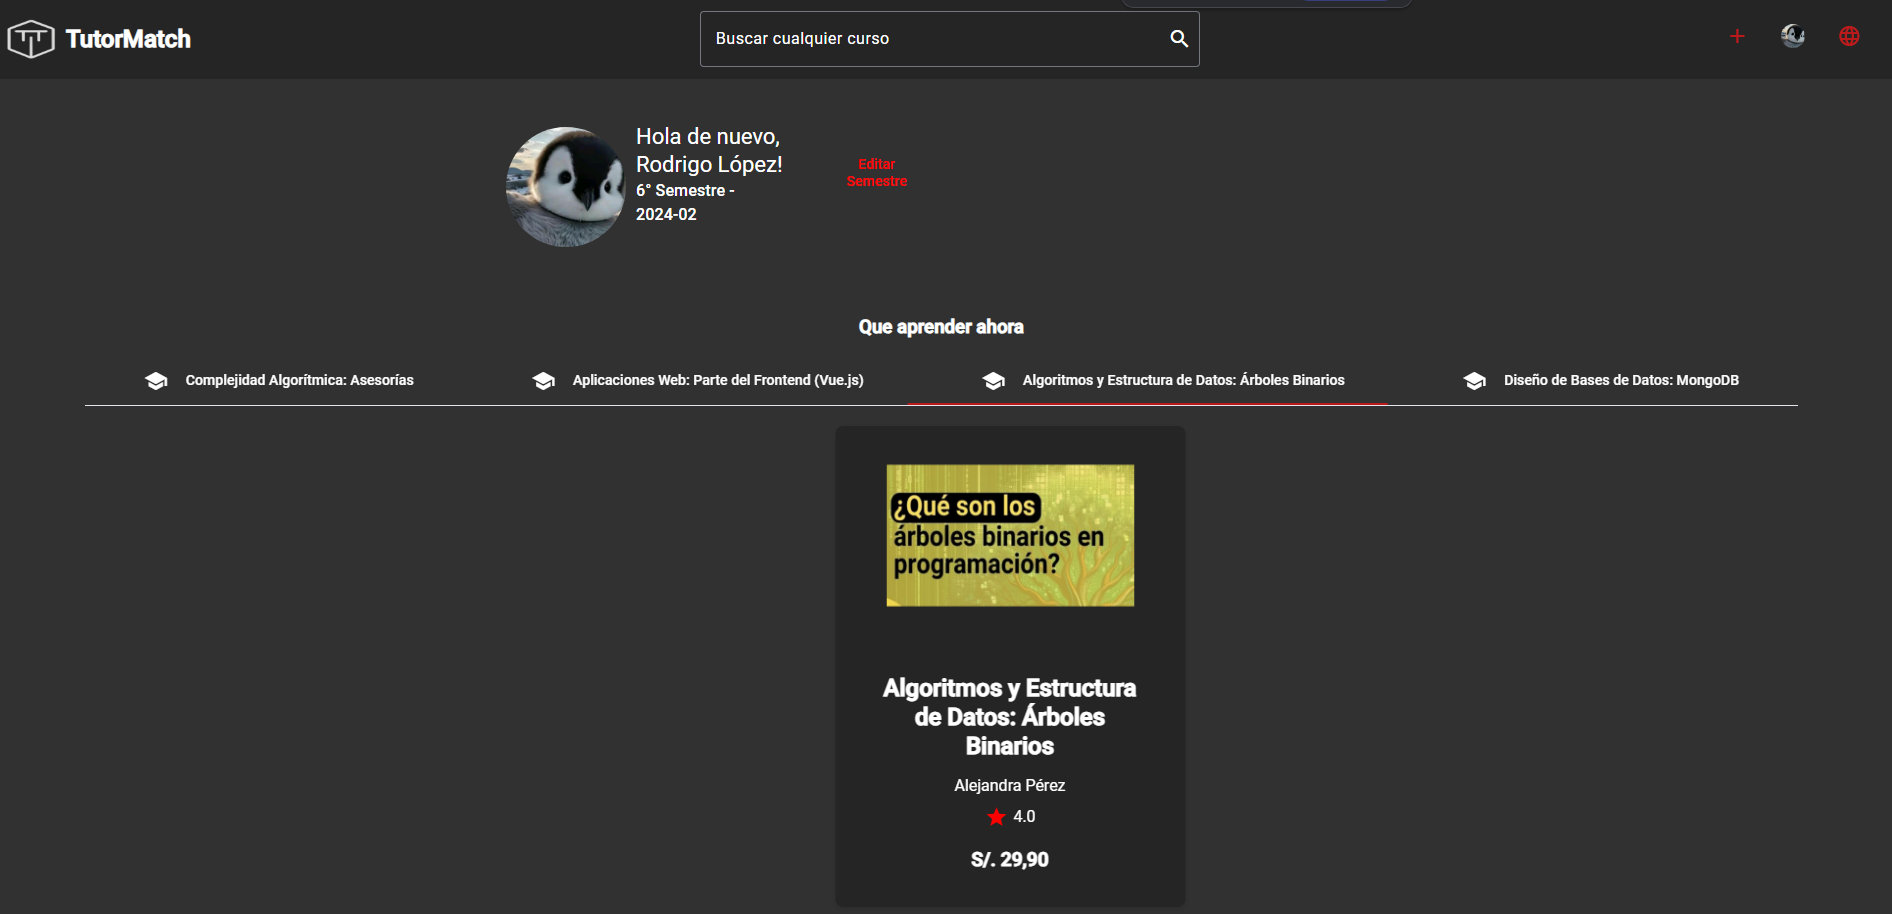 TutorMatch
Buscar cualquier curso
Hola de nuevo,
Rodrigo López!
6° Semestre -
2024-02
Editar
Semestre
Que aprender ahora
Complejidad Algorítmica: Asesorías
Aplicaciones Web: Parte del Frontend (Vue.js)
Algoritmos y Estructura de Datos: Árboles Binarios
Diseño de Bases de Datos: MongoDB
¿Qué son los
árboles binarios en
programación?
Algoritmos y Estructura
de Datos: Árboles
Binarios
Alejandra Pérez
4.0
S/. 29,90